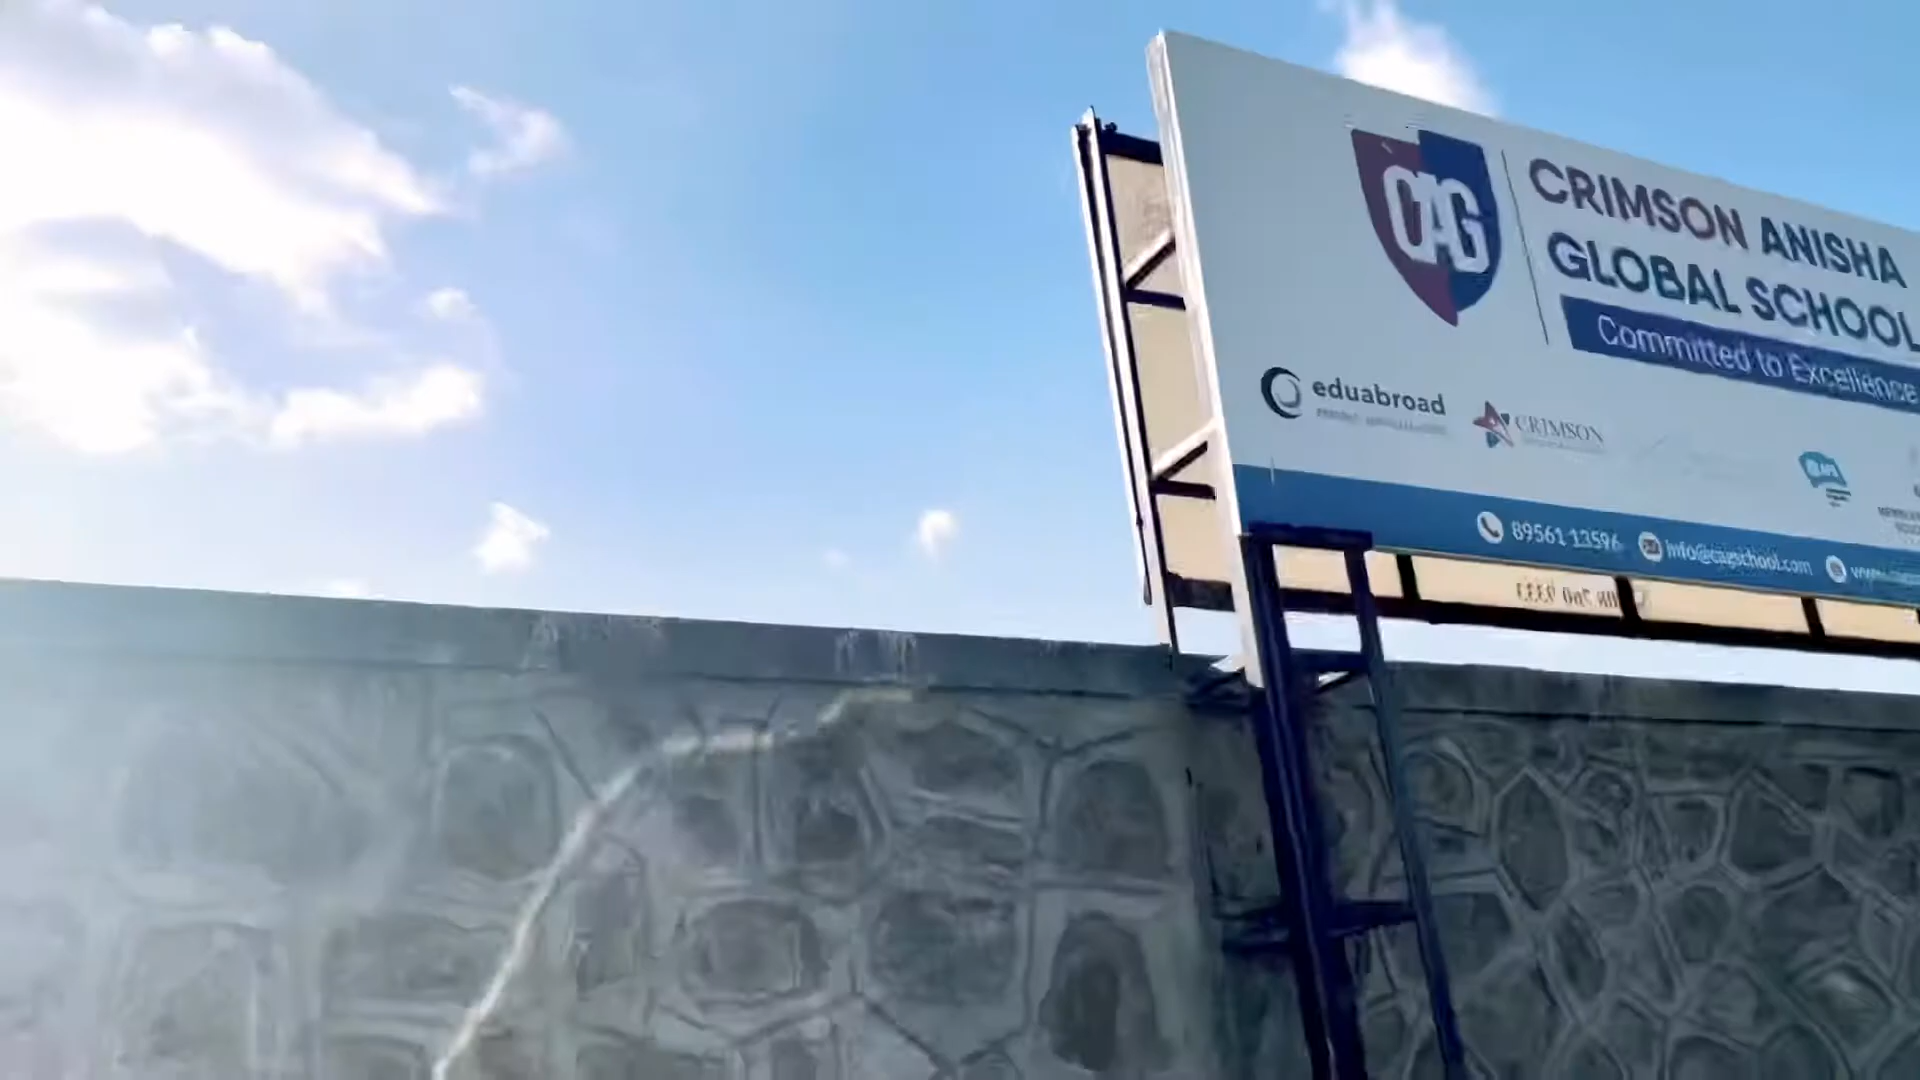 CAG
CRIMSON ANISHA
GLOBAL SCHOOL
Committed to Excellence
eduabroad
CRIMSON
89561 13596
info@cagschool.com